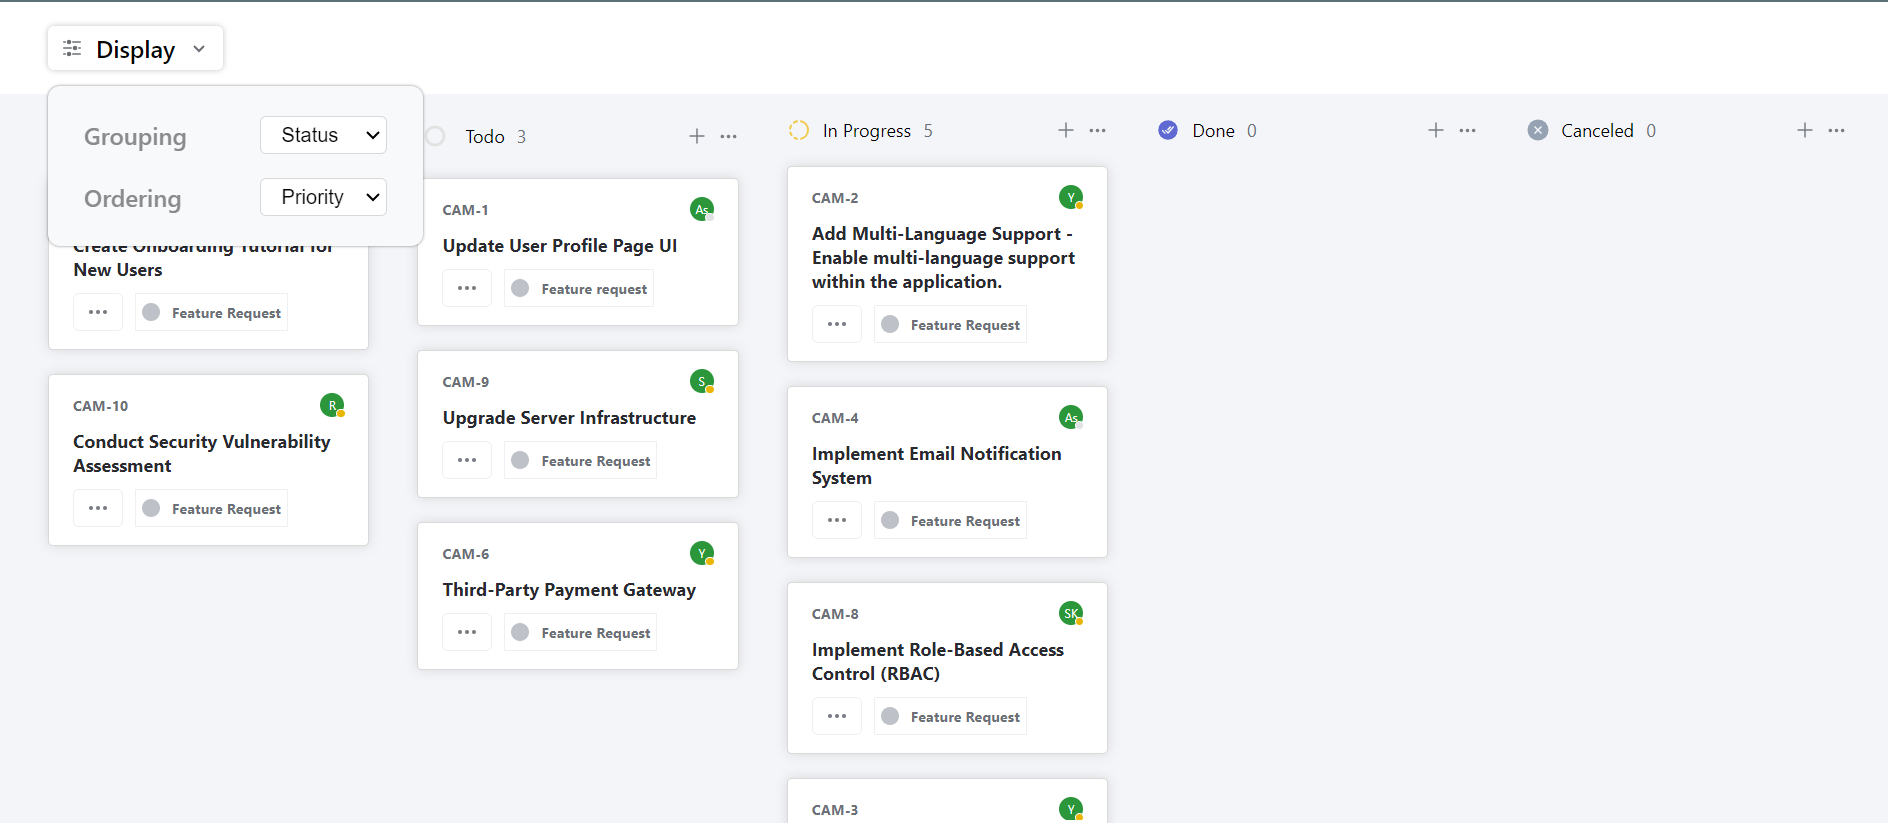 Display
Grouping
Status
Ordering
Priority
Create Onboarding Tutorial for
New Users
Feature Request
CAM-10
R
Conduct Security Vulnerability
Assessment
Feature Request
Todo 3
CAM-1
As
Update User Profile Page UI
Feature request
CAM-9
S
Upgrade Server Infrastructure
Feature Request
CAM-6
Y
Third-Party Payment Gateway
Feature Request
In Progress 5
CAM-2
Y
Add Multi-Language Support -
Enable multi-language support
within the application.
Feature Request
CAM-4
As
Implement Email Notification
System
Feature Request
CAM-8
SK
Implement Role-Based Access
Control (RBAC)
Feature Request
CAM-3
Y
Done 0
Canceled 0